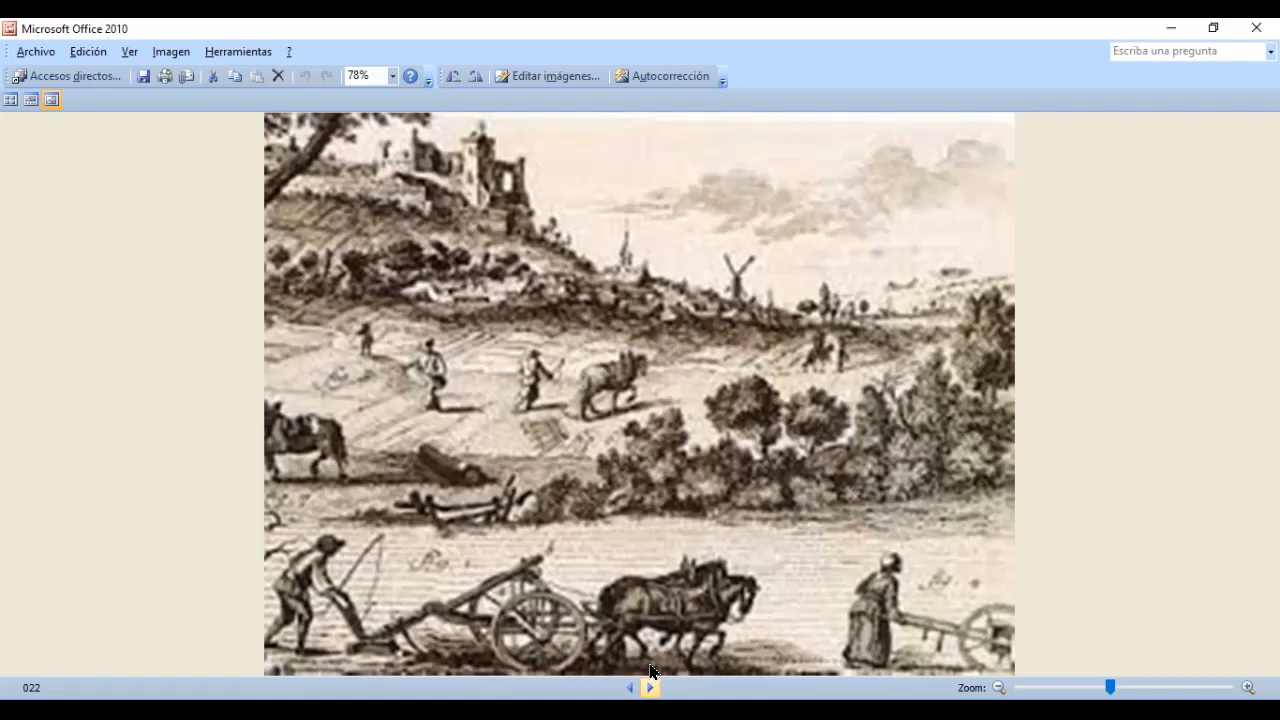 Microsoft Office 2010
Archivo Edición Ver Imagen Herramientas ?
Escriba una pregunta
Accesos directos... 78% Editar imágenes... Autocorrección
022
Zoom: